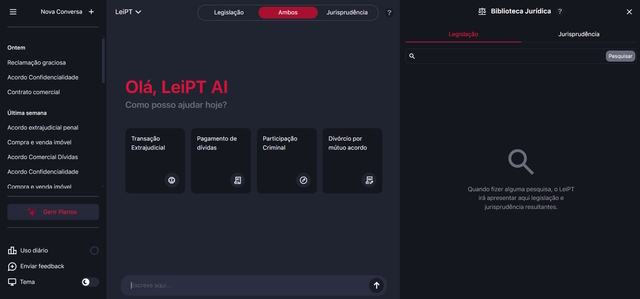 Nova Conversa
Ontem
Reclamação graciosa
Acordo Confidencialidade
Contrato comercial
Última semana
Acordo extrajudicial penal
Compra e venda imóvel
Acordo Comercial Dívidas
Acordo Confidencialidade
Compra e venda imóvel
Gerir Planos
Uso diário
Enviar feedback
Tema
LeiPT
Legislação
Ambos
Jurisprudência
?
Olá, LeiPT AI
Como posso ajudar hoje?
Transação
Extrajudicial
Pagamento de
dívidas
Participação
Criminal
Divórcio por
mútuo acordo
Escreve aqui...
Biblioteca Jurídica ?
Legislação
Jurisprudência
Pesquisar
Quando fizer alguma pesquisa, o LeiPT
irá apresentar aqui legislação e
jurisprudência resultantes.